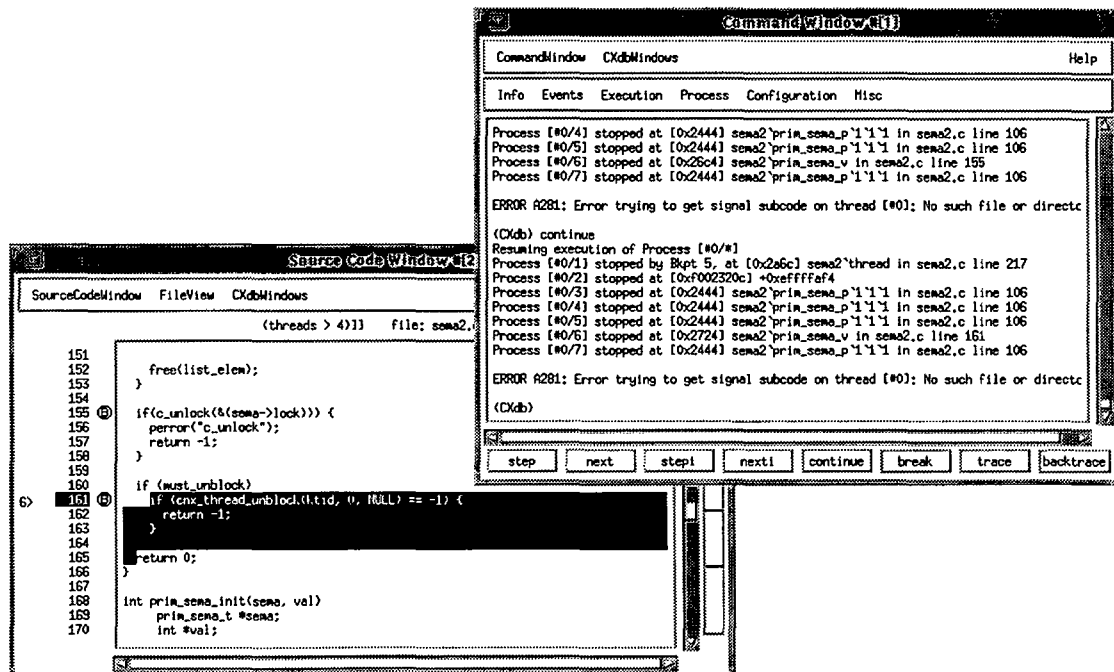 Command Window #[1]
CommandWindow CXdbWindows Help
Info Events Execution Process Configuration Misc
Process [#0/4] stopped at [0x2444] sema2`prim_sema_p`1`1`1 in sema2.c line 106
Process [#0/5] stopped at [0x2444] sema2`prim_sema_p`1`1`1 in sema2.c line 106
Process [#0/6] stopped at [0x26c4] sema2`prim_sema_v in sema2.c line 155
Process [#0/7] stopped at [0x2444] sema2`prim_sema_p`1`1`1 in sema2.c line 106
ERROR A281: Error trying to get signal subcode on thread [#0]: No such file or directc
(CXdb) continue
Resuming execution of Process [#0/*]
Process [#0/1] stopped by Bkpt 5, at [0x2a6c] sema2`thread in sema2.c line 217
Process [#0/2] stopped at [0xf002320c] +0xeffffaf4
Process [#0/3] stopped at [0x2444] sema2`prim_sema_p`1`1`1 in sema2.c line 106
Process [#0/4] stopped at [0x2444] sema2`prim_sema_p`1`1`1 in sema2.c line 106
Process [#0/5] stopped at [0x2444] sema2`prim_sema_p`1`1`1 in sema2.c line 106
Process [#0/6] stopped at [0x2724] sema2`prim_sema_v in sema2.c line 161
Process [#0/7] stopped at [0x2444] sema2`prim_sema_p`1`1`1 in sema2.c line 106
ERROR A281: Error trying to get signal subcode on thread [#0]: No such file or directc
(CXdb)
step next stepi nexti continue break trace backtrace
Source Code Window #[2
SourceCodeWindow FileView CXdbWindows
(threads > 4)]] file: sema2.
151
152 free(list_elem);
153 }
154
155 B if(c_unlock(&(sema->lock))) {
156 perror("c_unlock");
157 return -1;
158 }
159
160 if (must_unblock)
6> 161 B if (cnx_thread_unblock(&tid, 0, NULL) == -1) {
162 return -1;
163 }
164
165 return 0;
166 }
167
168 int prim_sema_init(sema, val)
169 prim_sema_t *sema;
170 int *val;